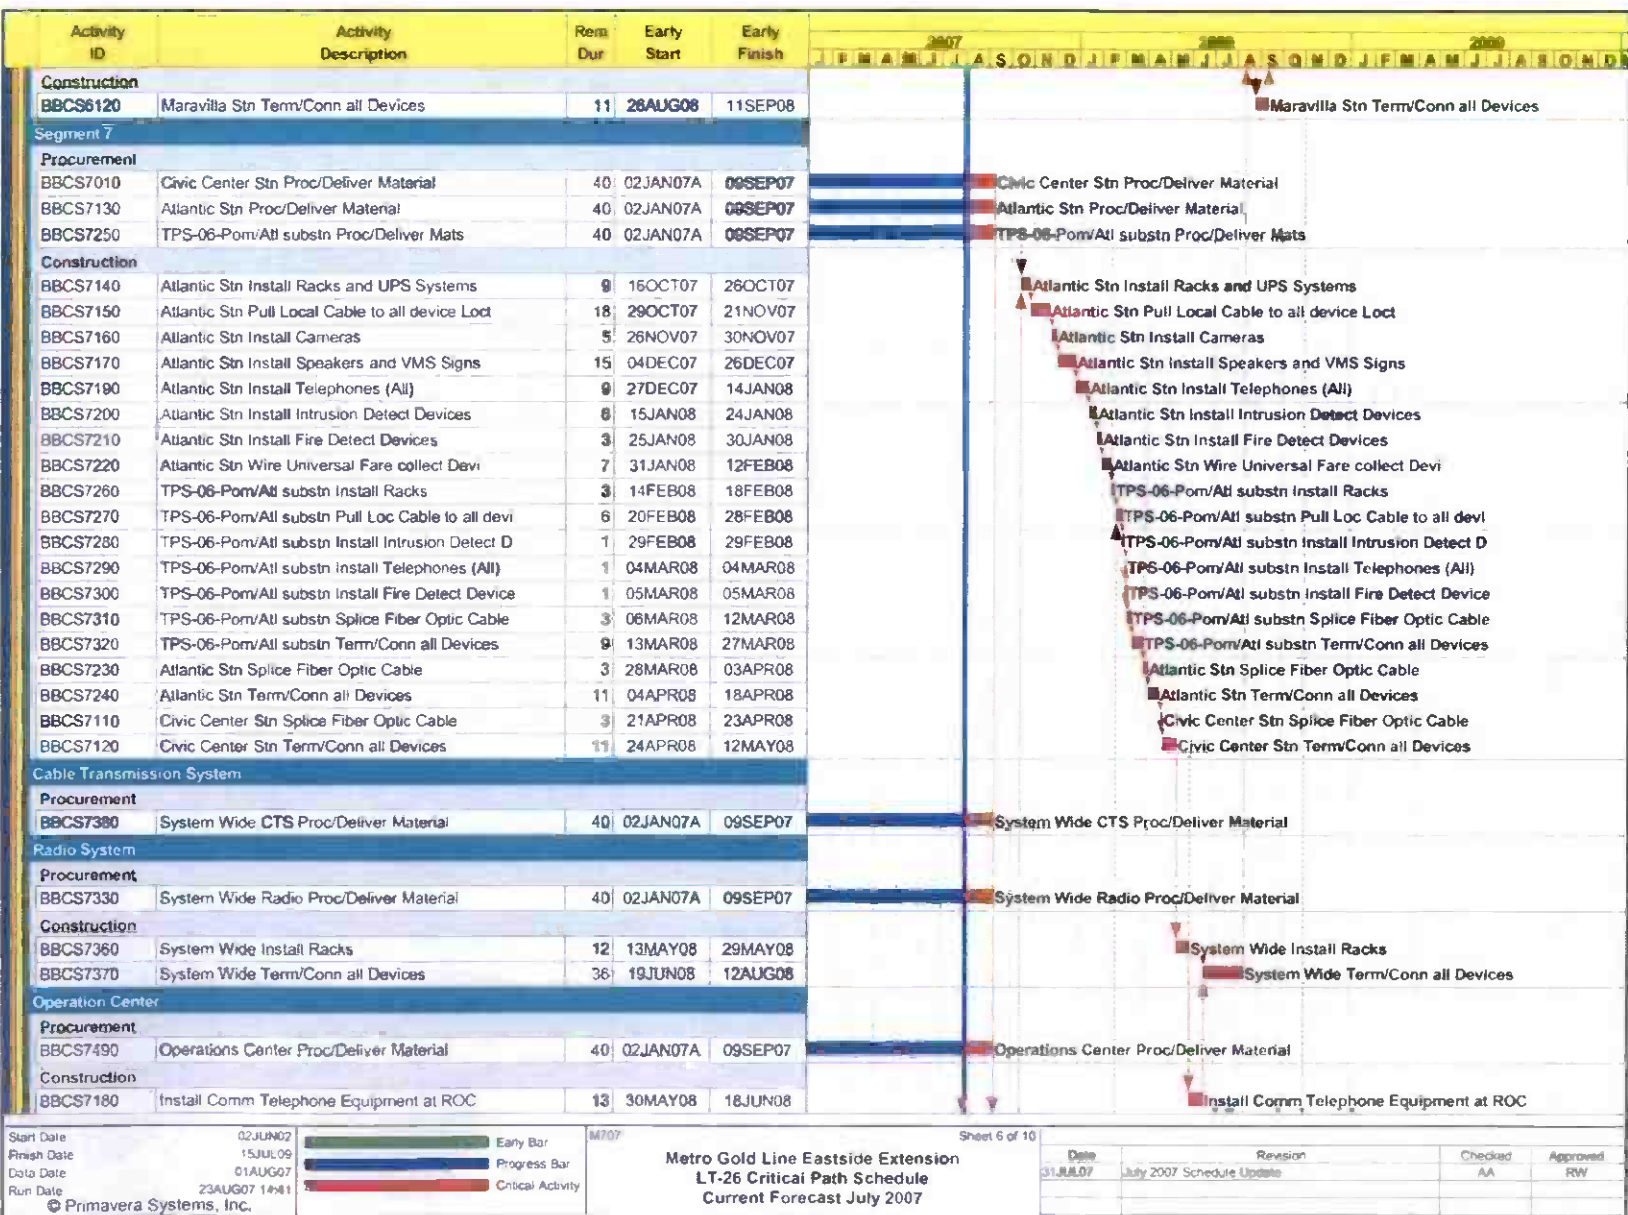 Activity ID Activity Description Rem Dur Early Start Early Finish 2007 2008 2009
J F M A M J J A S O N D J F M A M J J A S O N D J F M A M J J A S O N D
Construction
BBCS6120 Maravilla Stn Term/Conn all Devices 11 26AUG08 11SEP08 Maravilla Stn Term/Conn all Devices
Segment 7
Procurement
BBCS7010 Civic Center Stn Proc/Deliver Material 40 02JAN07A 09SEP07 Civic Center Stn Proc/Deliver Material
BBCS7130 Atlantic Stn Proc/Deliver Material 40 02JAN07A 09SEP07 Atlantic Stn Proc/Deliver Material
BBCS7250 TPS-06-Pom/Atl substn Proc/Deliver Mats 40 02JAN07A 09SEP07 TPS-06-Pom/Atl substn Proc/Deliver Mats
Construction
BBCS7140 Atlantic Stn Install Racks and UPS Systems 9 16OCT07 26OCT07 Atlantic Stn Install Racks and UPS Systems
BBCS7150 Atlantic Stn Pull Local Cable to all device Loct 18 29OCT07 21NOV07 Atlantic Stn Pull Local Cable to all device Loct
BBCS7160 Atlantic Stn Install Cameras 5 26NOV07 30NOV07 Atlantic Stn Install Cameras
BBCS7170 Atlantic Stn Install Speakers and VMS Signs 15 04DEC07 26DEC07 Atlantic Stn Install Speakers and VMS Signs
BBCS7190 Atlantic Stn Install Telephones (All) 9 27DEC07 14JAN08 Atlantic Stn Install Telephones (All)
BBCS7200 Atlantic Stn Install Intrusion Detect Devices 6 15JAN08 24JAN08 Atlantic Stn Install Intrusion Detect Devices
BBCS7210 Atlantic Stn Install Fire Detect Devices 3 25JAN08 30JAN08 Atlantic Stn Install Fire Detect Devices
BBCS7220 Atlantic Stn Wire Universal Fare collect Devi 7 31JAN08 12FEB08 Atlantic Stn Wire Universal Fare collect Devi
BBCS7260 TPS-06-Pom/Atl substn Install Racks 3 14FEB08 18FEB08 TPS-06-Pom/Atl substn Install Racks
BBCS7270 TPS-06-Pom/Atl substn Pull Loc Cable to all devi 6 20FEB08 28FEB08 TPS-06-Pom/Atl substn Pull Loc Cable to all devi
BBCS7280 TPS-06-Pom/Atl substn Install Intrusion Detect D 1 29FEB08 29FEB08 TPS-06-Pom/Atl substn Install Intrusion Detect D
BBCS7290 TPS-06-Pom/Atl substn Install Telephones (All) 1 04MAR08 04MAR08 TPS-06-Pom/Atl substn Install Telephones (All)
BBCS7300 TPS-06-Pom/Atl substn Install Fire Detect Device 1 05MAR08 05MAR08 TPS-06-Pom/Atl substn Install Fire Detect Device
BBCS7310 TPS-06-Pom/Atl substn Splice Fiber Optic Cable 3 06MAR08 12MAR08 TPS-06-Pom/Atl substn Splice Fiber Optic Cable
BBCS7320 TPS-06-Pom/Atl substn Term/Conn all Devices 9 13MAR08 27MAR08 TPS-06-Pom/Atl substn Term/Conn all Devices
BBCS7230 Atlantic Stn Splice Fiber Optic Cable 3 28MAR08 03APR08 Atlantic Stn Splice Fiber Optic Cable
BBCS7240 Atlantic Stn Term/Conn all Devices 11 04APR08 18APR08 Atlantic Stn Term/Conn all Devices
BBCS7110 Civic Center Stn Splice Fiber Optic Cable 3 21APR08 23APR08 Civic Center Stn Splice Fiber Optic Cable
BBCS7120 Civic Center Stn Term/Conn all Devices 11 24APR08 12MAY08 Civic Center Stn Term/Conn all Devices
Cable Transmission System
Procurement
BBCS7380 System Wide CTS Proc/Deliver Material 40 02JAN07A 09SEP07 System Wide CTS Proc/Deliver Material
Radio System
Procurement
BBCS7330 System Wide Radio Proc/Deliver Material 40 02JAN07A 09SEP07 System Wide Radio Proc/Deliver Material
Construction
BBCS7360 System Wide Install Racks 12 13MAY08 29MAY08 System Wide Install Racks
BBCS7370 System Wide Term/Conn all Devices 36 19JUN08 12AUG08 System Wide Term/Conn all Devices
Operation Center
Procurement
BBCS7490 Operations Center Proc/Deliver Material 40 02JAN07A 09SEP07 Operations Center Proc/Deliver Material
Construction
BBCS7180 Install Comm Telephone Equipment at ROC 13 30MAY08 18JUN08 Install Comm Telephone Equipment at ROC
Start Date 02JUN02
Finish Date 15JUL09
Data Date 01AUG07
Run Date 23AUG07 14:41
© Primavera Systems, Inc.
Early Bar
Progress Bar
Critical Activity
M707
Sheet 6 of 10
Metro Gold Line Eastside Extension
LT-26 Critical Path Schedule
Current Forecast July 2007
Date Revision Checked Approved
31JUL07 July 2007 Schedule Update AA RW